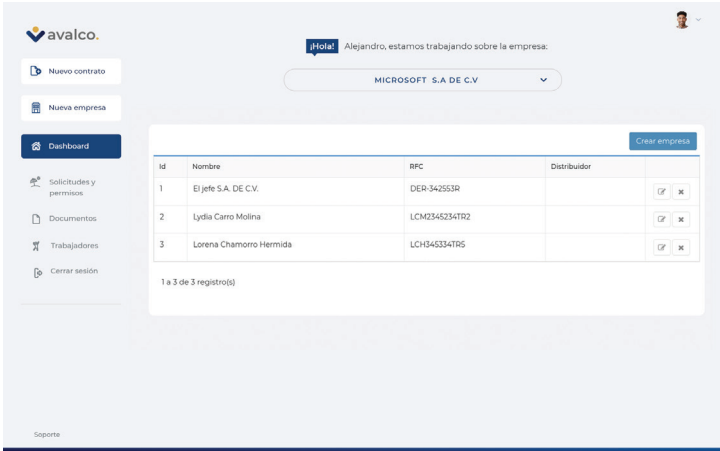 avalco.
¡Hola! Alejandro, estamos trabajando sobre la empresa:
MICROSOFT S.A DE C.V
Nuevo contrato
Nueva empresa
Dashboard
Solicitudes y
permisos
Documentos
Trabajadores
Cerrar sesión
Soporte
Crear empresa
Id Nombre RFC Distribuidor
1 El jefe S.A. DE C.V. DER-342553R
2 Lydia Carro Molina LCM2345234TR2
3 Lorena Chamorro Hermida LCH345334TR5
1 a 3 de 3 registro(s)